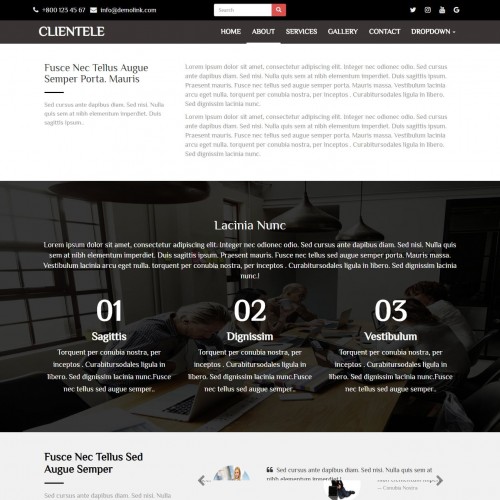 +800 123 45 67 info@demolink.com Search
CLIENTELE HOME ABOUT SERVICES GALLERY CONTACT DROPDOWN
Fusce Nec Tellus Augue
Semper Porta. Mauris
Sed cursus ante dapibus diam. Sed nisi. Nulla
quis sem at nibh elementum imperdiet. Duis
sagittis ipsum..
Lorem ipsum dolor sit amet, consectetur adipiscing elit. Integer nec odionec odio. Sed
cursus ante dapibus diam. Sed nisi. Nulla quis sem at nibh elementum imperdiet. Duis
sagittis ipsum. Praesent mauris. Fusce nec tellus sed augue semper porta. Mauris massa. Vestibulum lacinia
arcu eget nulla. torquent per conubia nostra, per inceptos . Curabitursodales ligula in libero.
Sed dignissim lacinia nunc.
Lorem ipsum dolor sit amet, consectetur adipiscing elit. Integer nec odionec odio. Sed
cursus ante dapibus diam. Sed nisi. Nulla quis sem at nibh elementum imperdiet. Duis sagittis ipsum.
Praesent mauris. Fusce nec tellus sed augue semper porta. Mauris massa. Vestibulum lacinia
arcu eget nulla. torquent per conubia nostra, per inceptos . Curabitursodales ligula in libero.
Sed dignissim lacinia nunc.
Lacinia Nunc
Lorem ipsum dolor sit amet, consectetur adipiscing elit. Integer nec odionec odio. Sed cursus ante dapibus diam. Sed nisi. Nulla quis sem
at nibh elementum imperdiet. Duis sagittis ipsum. Praesent mauris. Fusce nec tellus sed augue semper porta. Mauris massa.
Vestibulum lacinia arcu eget nulla. torquent per conubia nostra, per inceptos . Curabitursodales ligula in libero. Sed dignissim lacinia
nunc.!
01
Sagittis
Torquent per conubia nostra, per
inceptos . Curabitursodales ligula in
libero. Sed dignissim lacinia nunc.Fusce
nec tellus sed augue semper..
02
Dignissim
Torquent per conubia nostra, per
inceptos . Curabitursodales ligula in
libero. Sed dignissim lacinia nunc.Fusce
nec tellus sed augue semper..
03
Vestibulum
Torquent per conubia nostra, per
inceptos . Curabitursodales ligula in
libero. Sed dignissim lacinia nunc.Fusce
nec tellus sed augue semper..
Fusce Nec Tellus Sed
Augue Semper
Sed cursus ante dapibus diam. Sed nisi. Nulla
“ Sed cursus ante dapibus diam. Sed nisi. Nulla quis sem at nibh
elementum imperdiet.
— Conubia Nostra